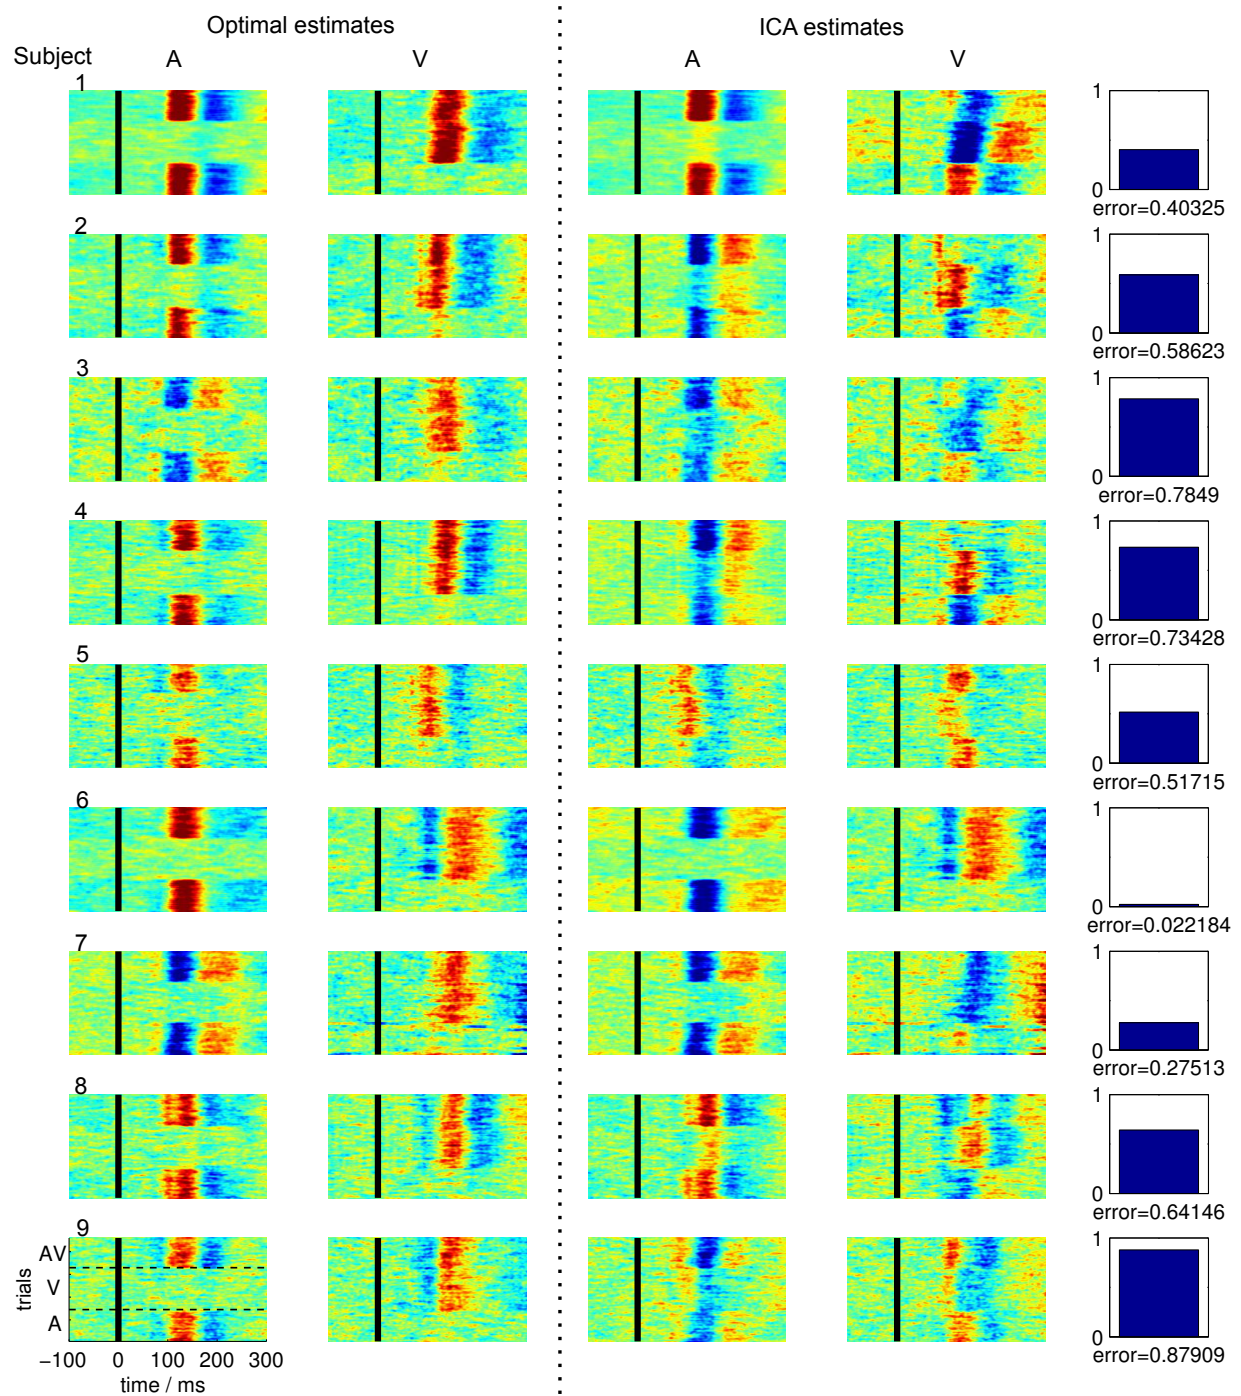 Optimal estimates
ICA estimates
Subject
A
V
A
V
1
1
0
error=0.40325
2
1
0
error=0.58623
3
1
0
error=0.7849
4
1
0
error=0.73428
5
1
0
error=0.51715
6
1
0
error=0.022184
7
1
0
error=0.27513
8
1
0
error=0.64146
9
1
0
error=0.87909
trials
AV
V
A
−100 0 100 200 300
time / ms